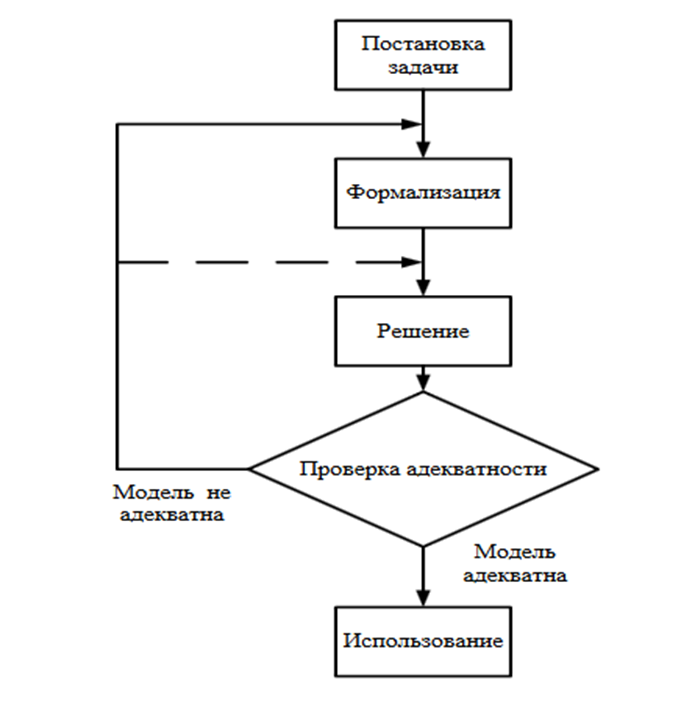 Постановка
задачи
Формализация
Решение
Проверка адекватности
Модель не
адекватна
Модель
адекватна
Использование